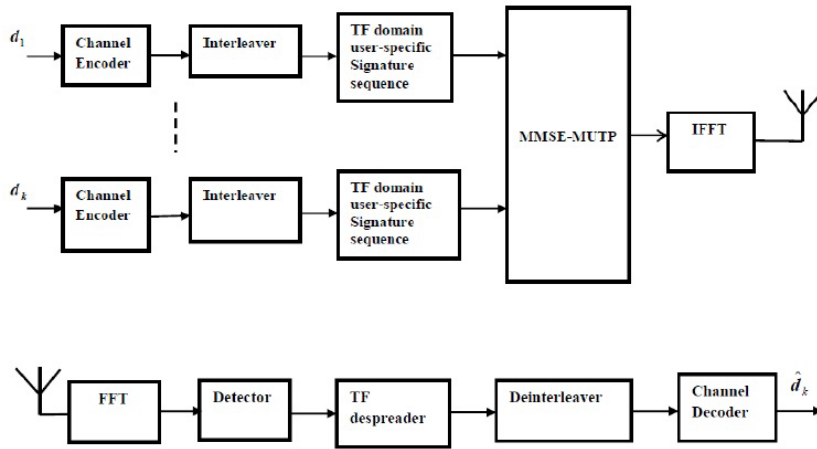 d₁
Channel
Encoder
Interleaver
TF domain
user-specific
Signature
sequence
MMSE-MUTP
IFFT
dₖ
Channel
Encoder
Interleaver
TF domain
user-specific
Signature
sequence
FFT
Detector
TF
despreader
Deinterleaver
Channel
Decoder
d̂ₖ